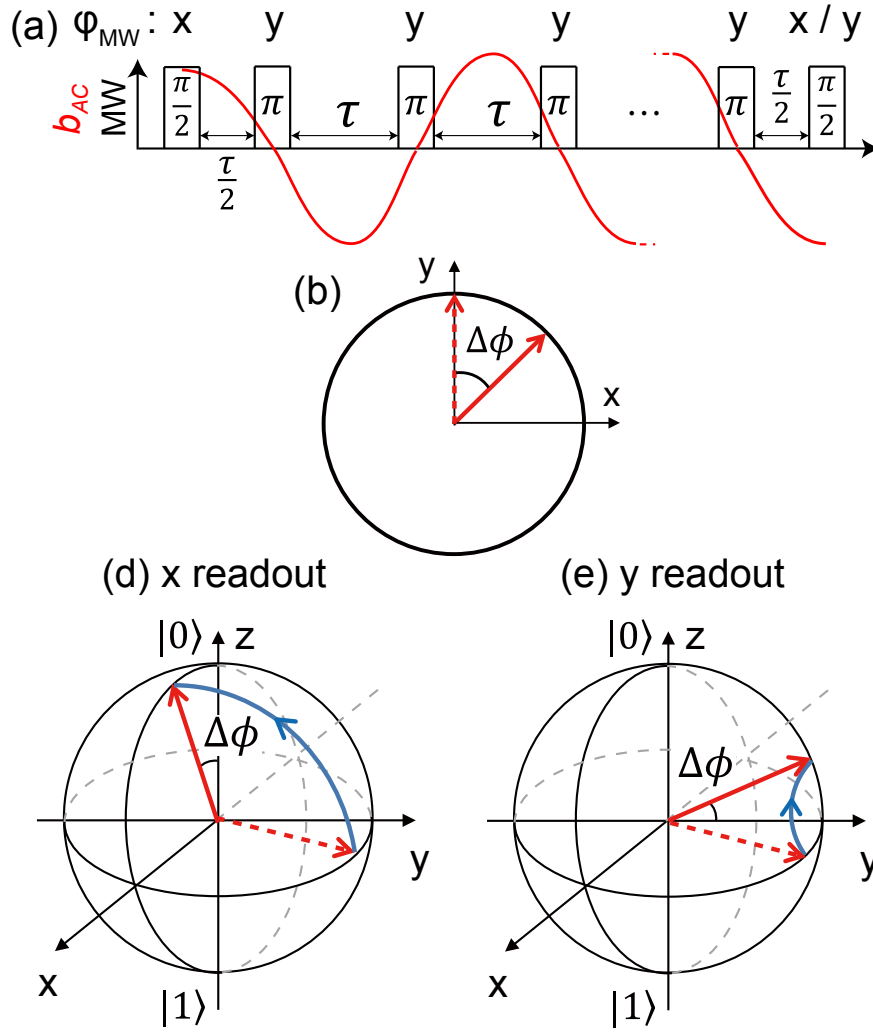 (a) φMW : x y y y y x / y
bAC
MW
π/2 π π π ... π π/2
τ/2 τ τ τ/2
(b)
y
Δϕ
x
(d) x readout (e) y readout
|0⟩ z |0⟩ z
Δϕ Δϕ
y y
x x
|1⟩ |1⟩